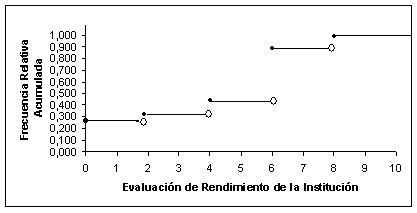 Frecuencia Relativa
Acumulada
1,000
0,900
0,800
0,700
0,600
0,500
0,400
0,300
0,200
0,100
0,000
0 1 2 3 4 5 6 7 8 9 10
Evaluación de Rendimiento de la Institución